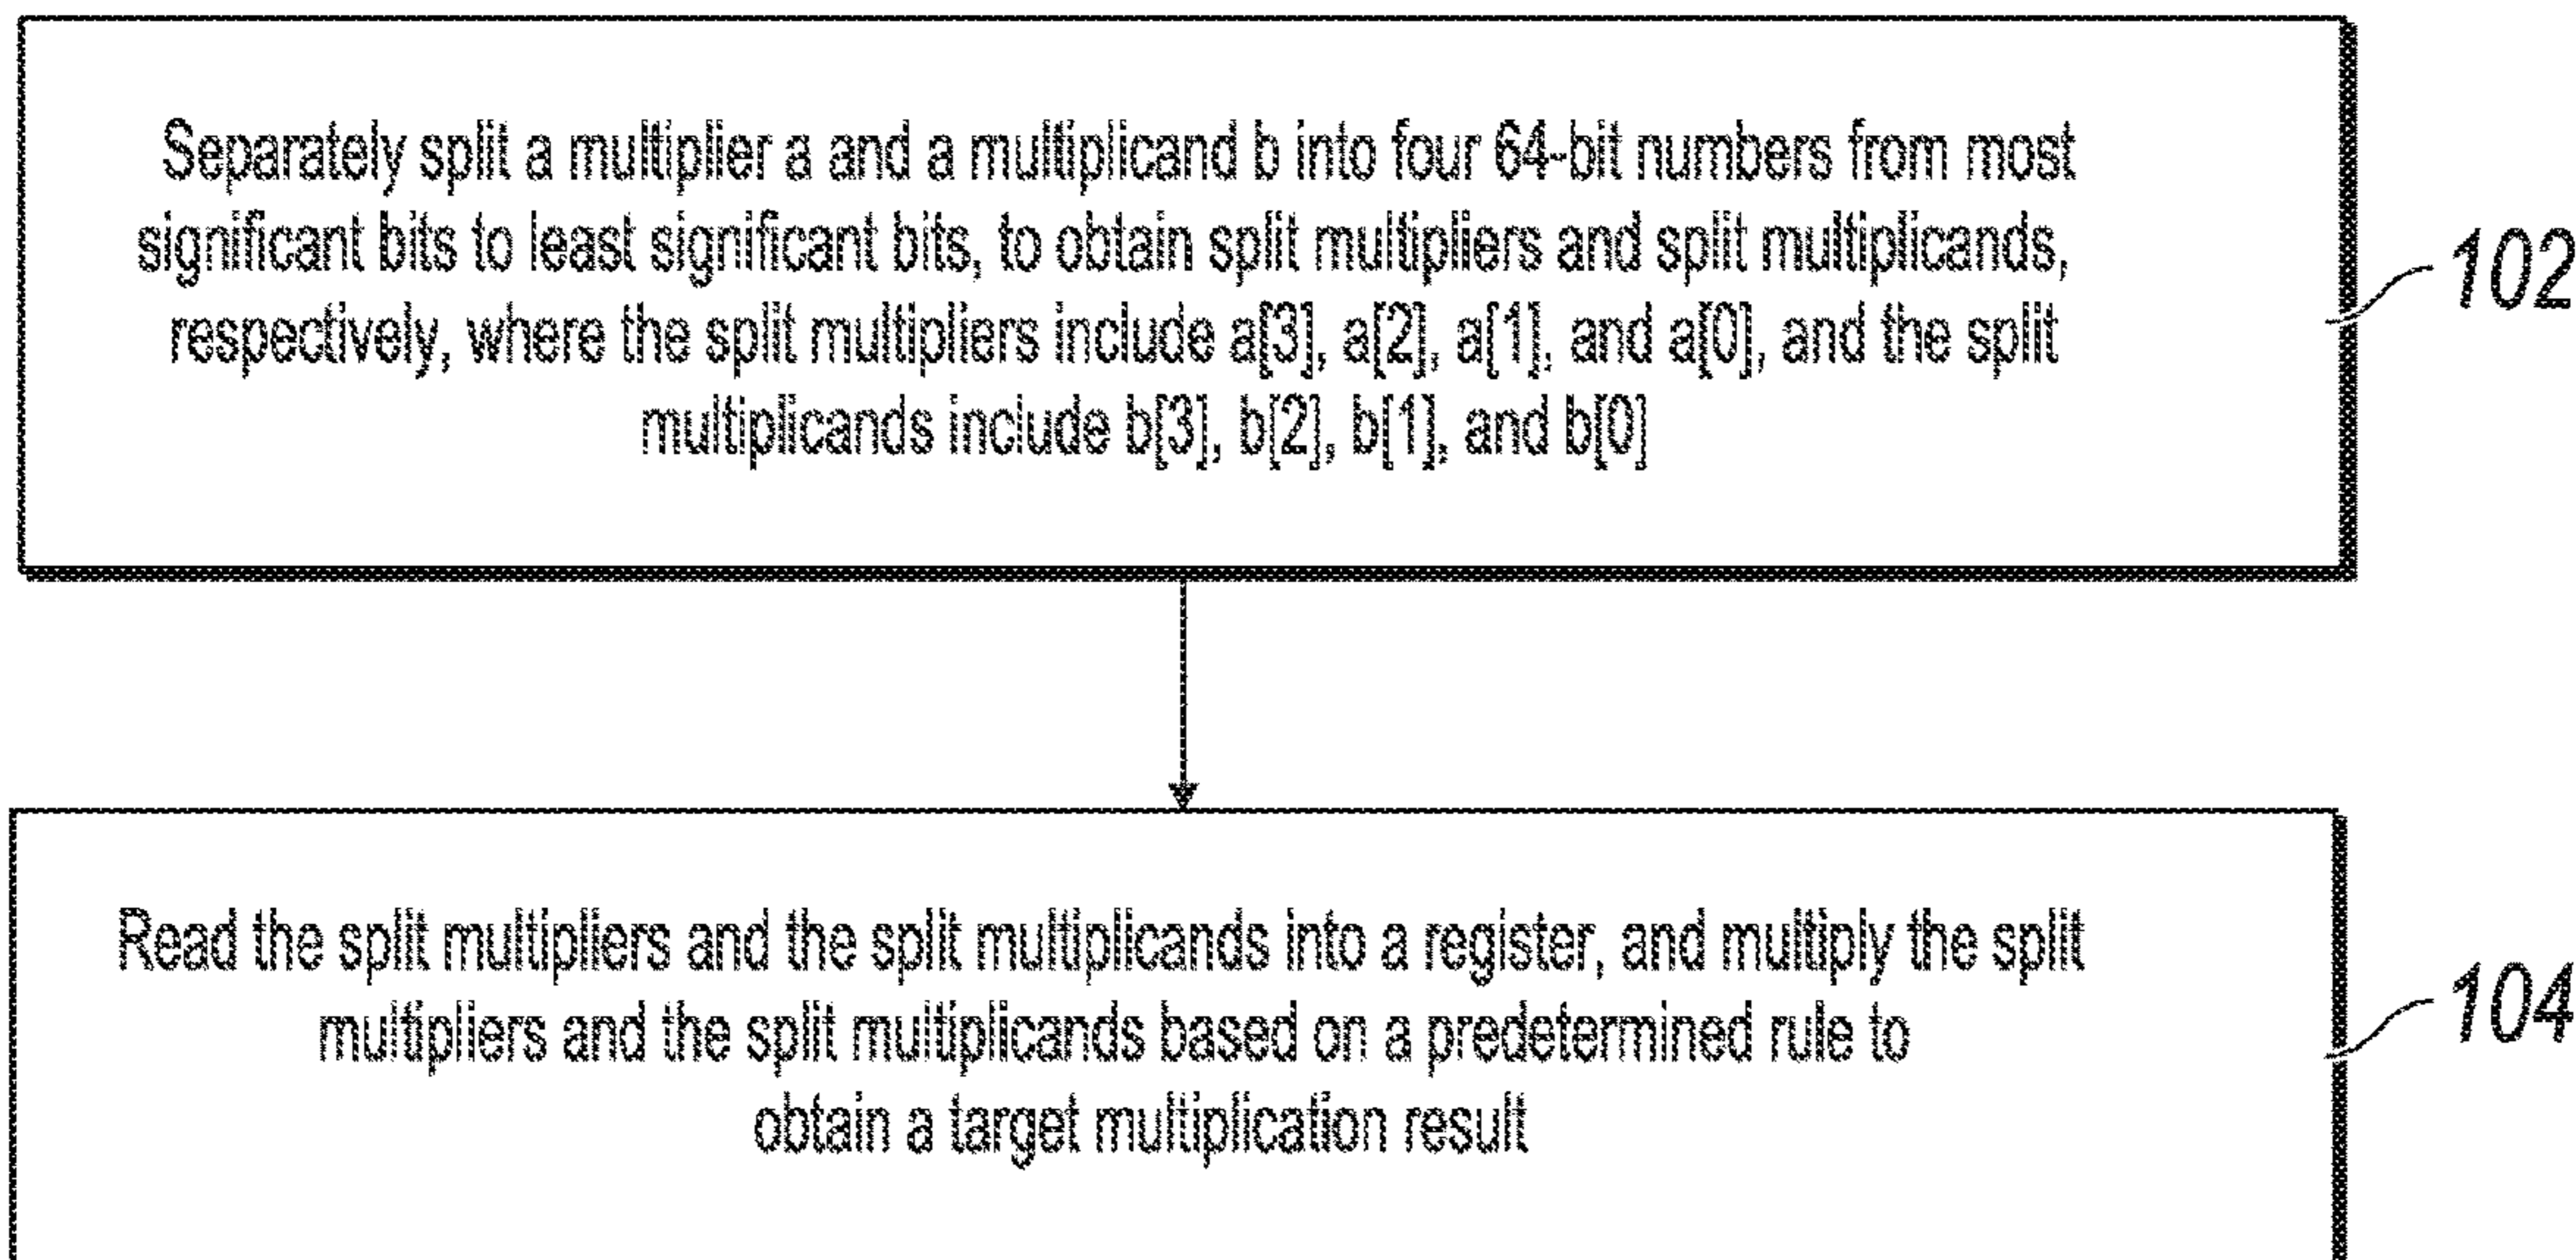 Separately split a multiplier a and a multiplicand b into four 64-bit numbers from most
significant bits to least significant bits, to obtain split multipliers and split multiplicands,
respectively, where the split multipliers include a[3], a[2], a[1], and a[0], and the split
multiplicands include b[3], b[2], b[1], and b[0]
102
Read the split multipliers and the split multiplicands into a register, and multiply the split
multipliers and the split multiplicands based on a predetermined rule to
obtain a target multiplication result
104